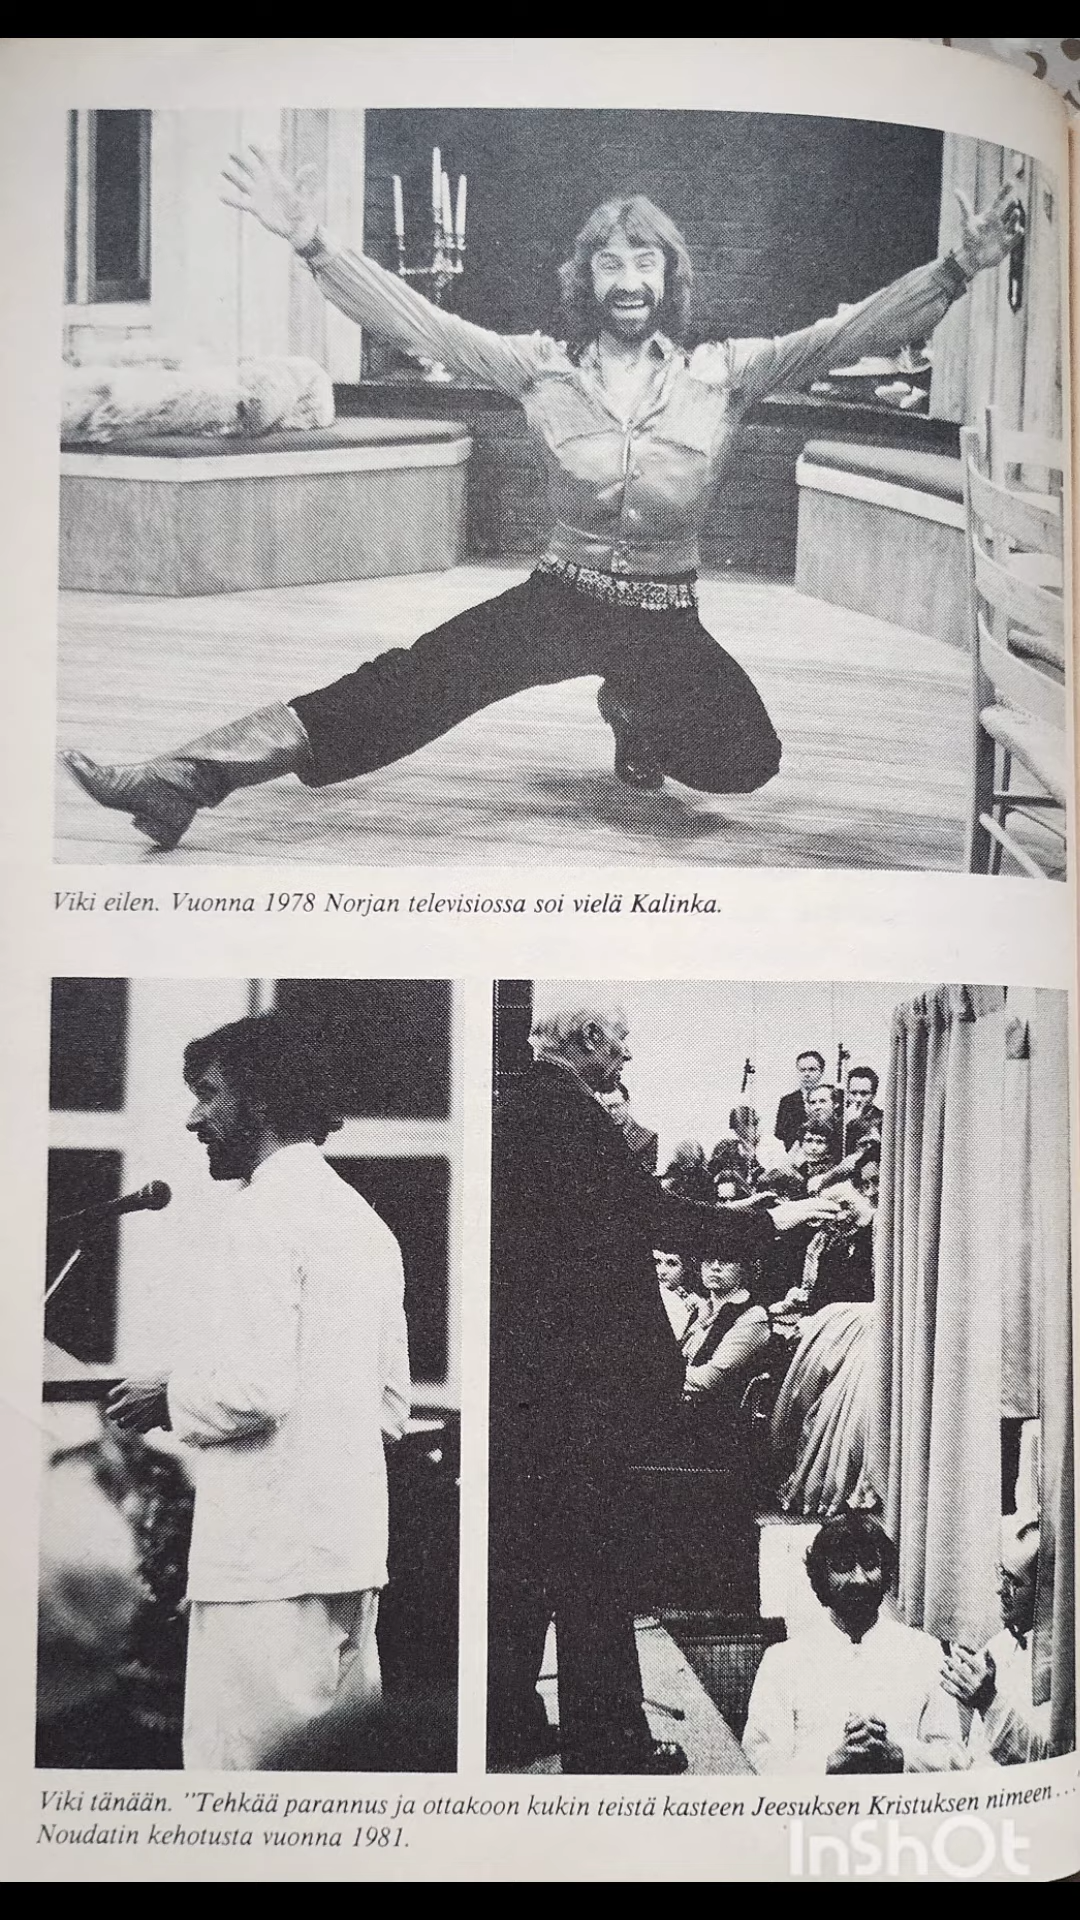 Viki eilen. Vuonna 1978 Norjan televisiossa soi vielä Kalinka.
Viki tänään. "Tehkää parannus ja ottakoon kukin teistä kasteen Jeesuksen Kristuksen nimeen...
Noudatin kehotusta vuonna 1981.
InShOt